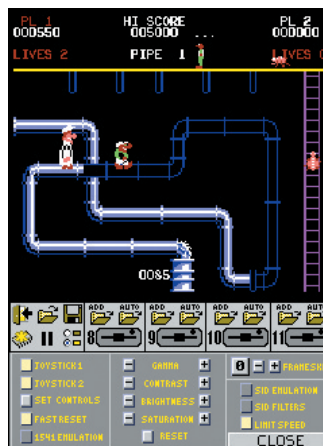 PL 1 HI SCORE PL 2
000550 005000 ... 000000
LIVES 2 PIPE 1 LIVES
0085
ADD AUTO ADD AUTO ADD AUTO ADD AUTO
8 9 10 11
JOYSTICK1
JOYSTICK2
SET CONTROLS
FASTRESET
1541 EMULATION
GAMMA
CONTRAST
BRIGHTNESS
SATURATION
RESET
0 FRAMESK
SID EMULATION
SID FILTERS
LIMIT SPEED
CLOSE